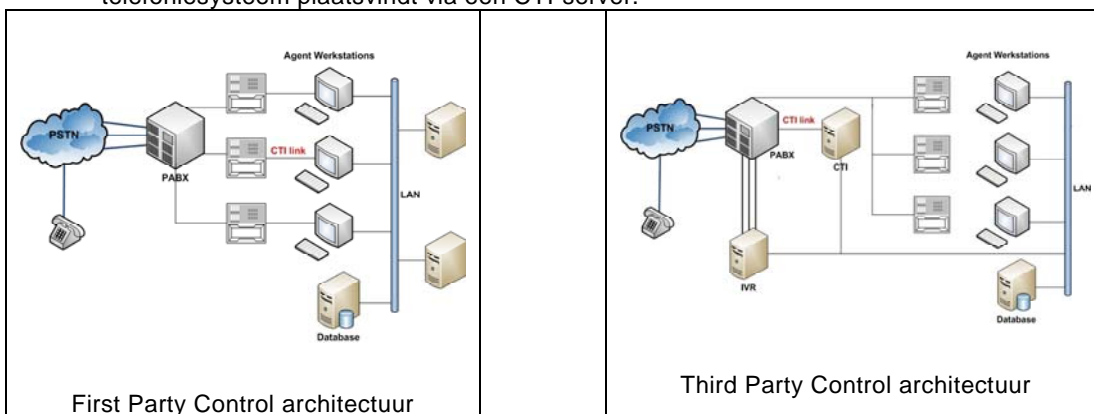 telefoniesysteem plaatsvindt via een CTI server.
Agent Werkstations
PSTN
PABX
CTI link
LAN
Database
First Party Control architectuur
Agent Werkstations
PSTN
CTI link
PABX
CTI
LAN
IVR
Database
Third Party Control architectuur